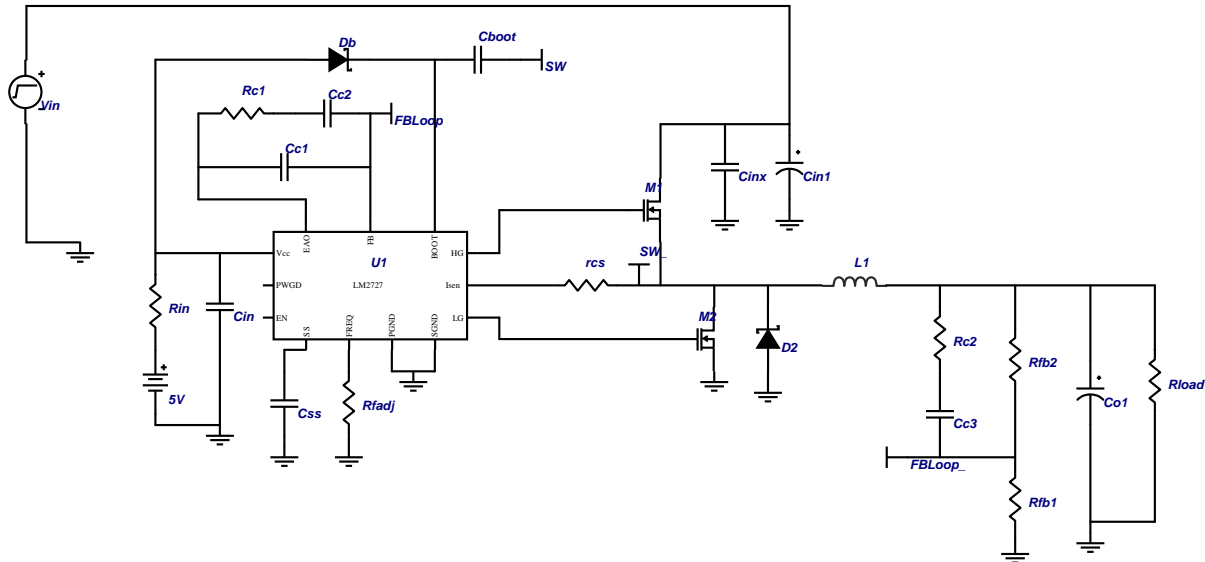 Db
Cboot
SW
Vin
Rc1
Cc2
FBLoop
Cc1
Cinx
Cin1
M1
EAO
FB
BOOT
Vcc
U1
HG
SW_
L1
PWGD
LM2727
Isen
rcs
Rin
Cin
EN
LG
M2
SS
FREQ
PGND
SGND
D2
Rc2
Rfb2
Rload
5V
Css
Rfadj
Cc3
Co1
FBLoop_
Rfb1